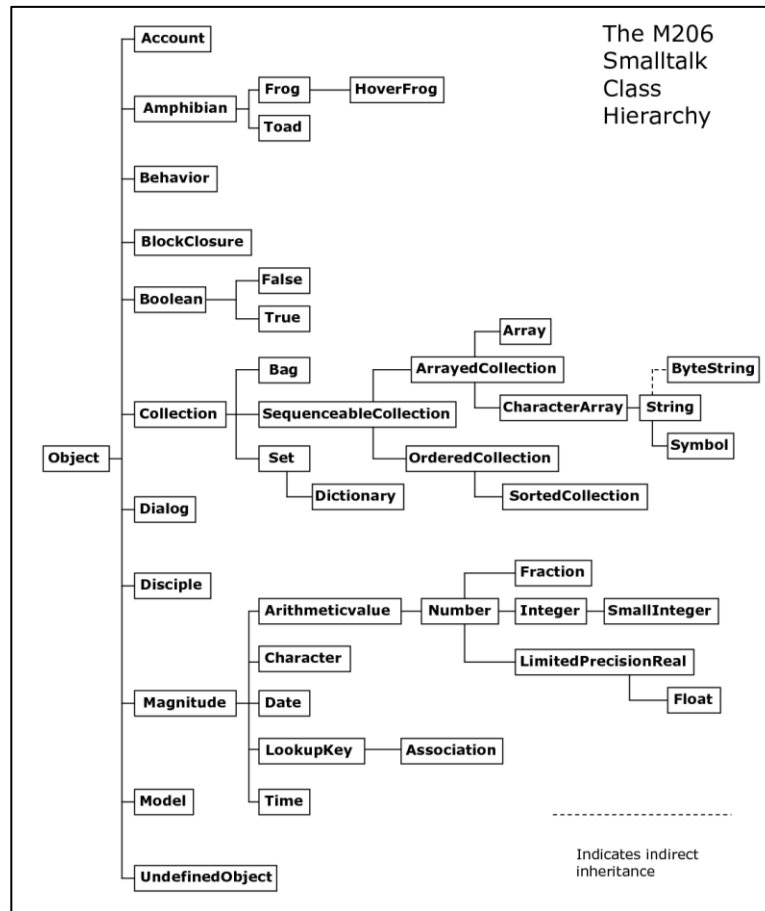 The M206
Smalltalk
Class
Hierarchy
Account
Frog
HoverFrog
Amphibian
Toad
Behavior
BlockClosure
False
Boolean
True
Array
Bag
ArrayedCollection
ByteString
Collection
SequenceableCollection
CharacterArray
String
Object
Set
OrderedCollection
Symbol
Dictionary
SortedCollection
Dialog
Fraction
Disciple
Arithmeticvalue
Number
Integer
SmallInteger
Character
LimitedPrecisionReal
Magnitude
Date
Float
LookupKey
Association
Model
Time
Indicates indirect
inheritance
UndefinedObject